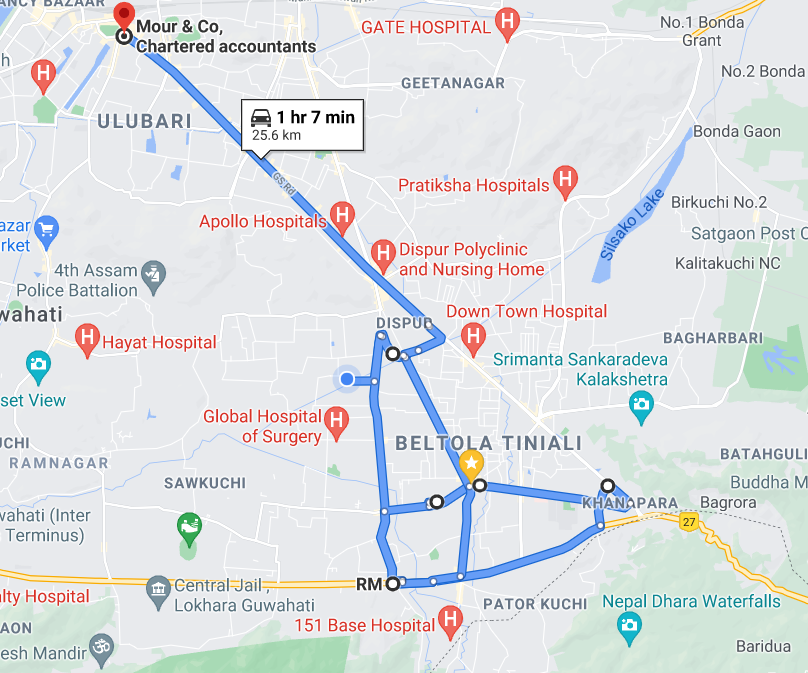 NCY BAZAAR
Mour & Co,
Chartered accountants
GATE HOSPITAL
H
No.1 Bonda
Grant
H
GEETANAGAR
No.2 Bonda
ULUBARI
1 hr 7 min
25.6 km
Bonda Gaon
GS Rd
Pratiksha Hospitals
H
Silsako Lake
Birkuchi No.2
Apollo Hospitals
H
azar
rket
Satgaon Post O
H
Dispur Polyclinic
and Nursing Home
Kalitakuchi NC
4th Assam
Police Battalion
wahati
Down Town Hospital
DISPUR
H
H
Hayat Hospital
BAGHARBARI
Srimanta Sankaradeva
Kalakshetra
set View
Global Hospital
of Surgery
H
UCHI
BELTOLA TINIALI
RAMNAGAR
BATAHGULI
SAWKUCHI
Buddha M
KHANAPARA
Bagrora
wahati (Inter
Terminus)
27
RM
Central Jail ,
Lokhara Guwahati
alty Hospital
PATOR KUCHI
Nepal Dhara Waterfalls
151 Base Hospital
H
AON
esh Mandir
Baridua